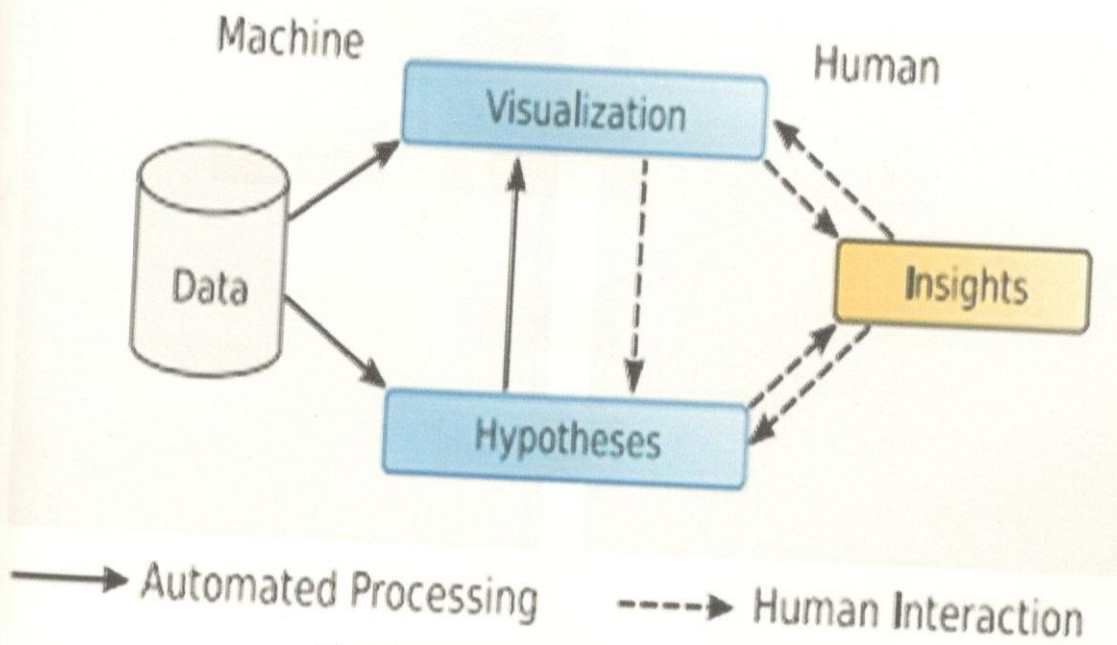 Machine
Human
Visualization
Data
Insights
Hypotheses
Automated Processing
Human Interaction